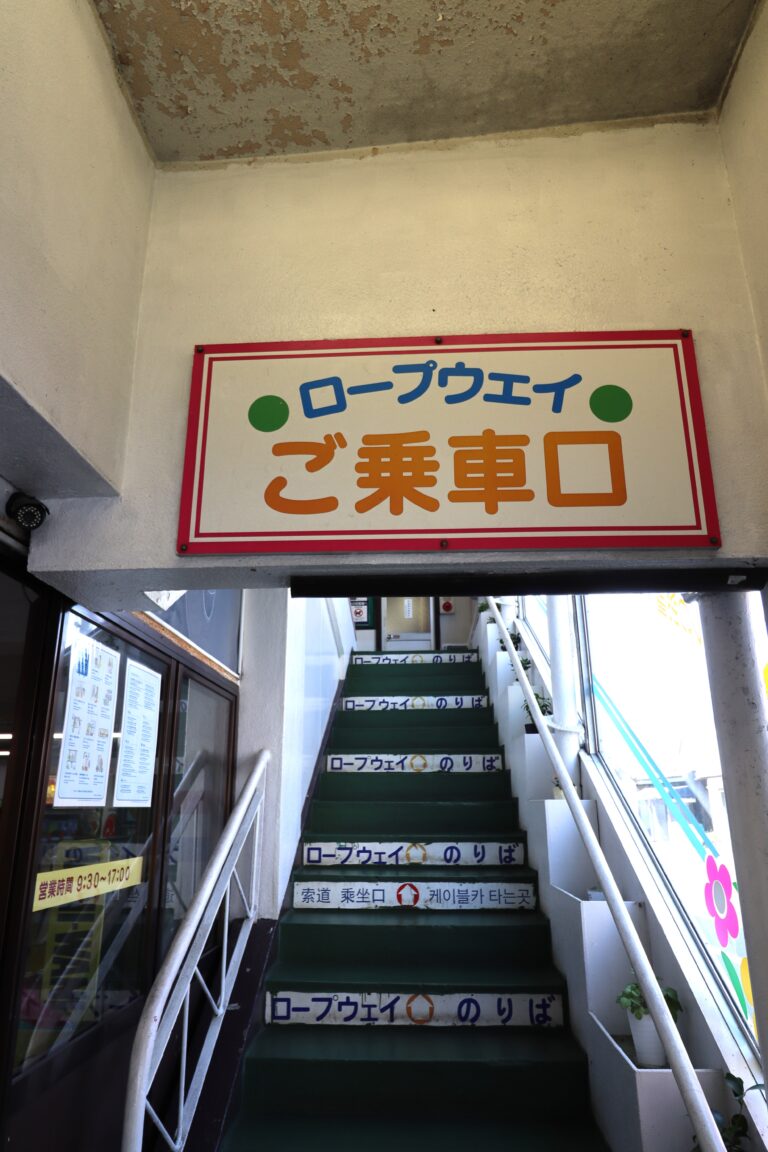 ロープウェイ
ご乗車口
ロープウェイ のりば
ロープウェイ のりば
ロープウェイ のりば
ロープウェイ のりば
索道 乗坐口 케이블카 타는곳
ロープウェイ のりば
営業時間 9:30~17:00